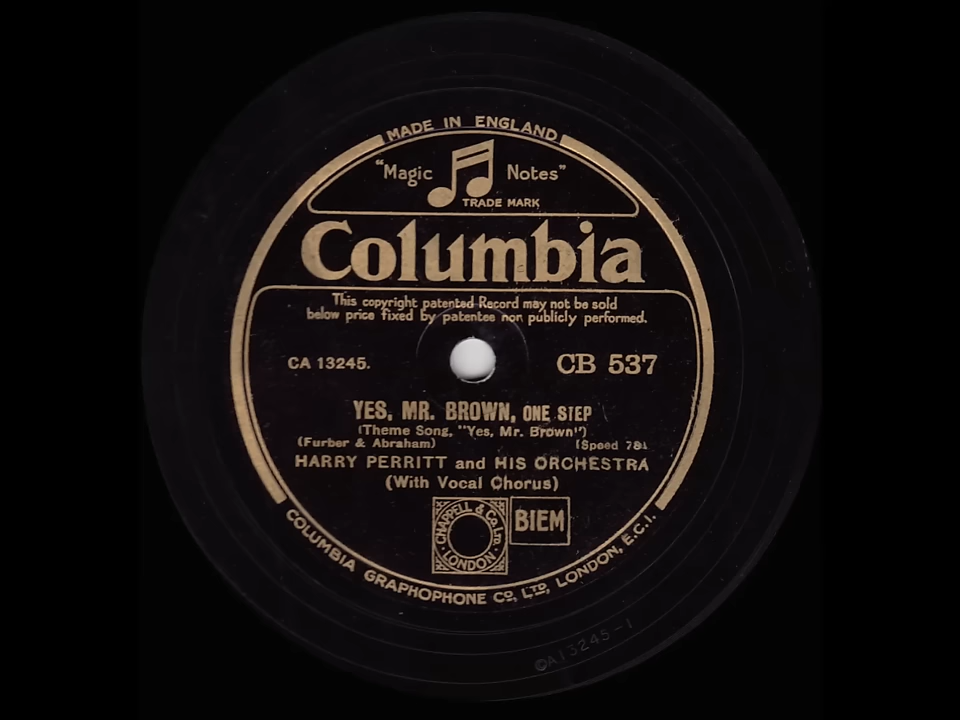 MADE IN ENGLAND
"Magic Notes"
TRADE MARK
Columbia
This copyright patented Record may not be sold
below price fixed by patentee nor publicly performed.
CA 13245.
CB 537
YES, MR. BROWN, ONE STEP
(Theme Song, "Yes, Mr. Brown")
(Furber & Abraham)
(Speed 78)
HARRY PERRITT and HIS ORCHESTRA
(With Vocal Chorus)
CHAPPELL & Co LTD.
LONDON
BIEM
COLUMBIA GRAPHOPHONE CO, LTD, LONDON, E.C.1.
CA13245-1